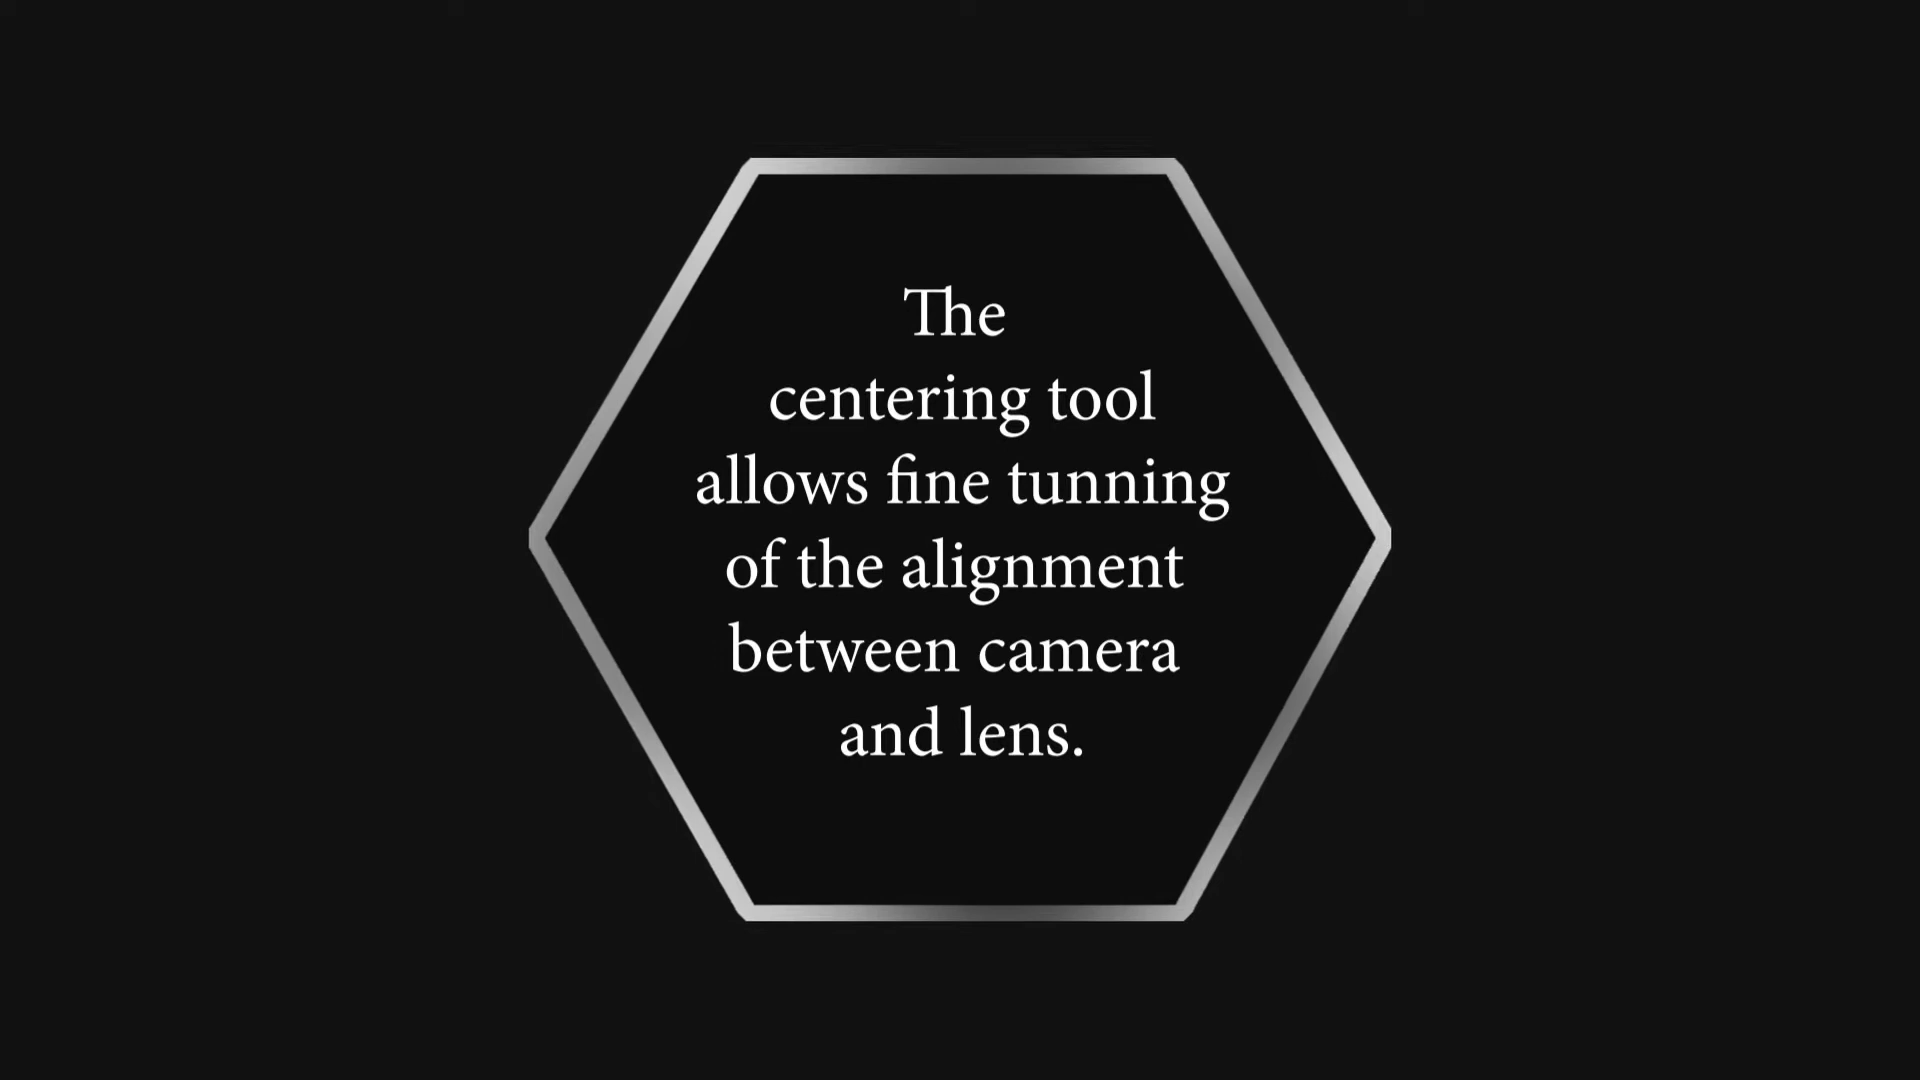 The
centering tool
allows fine tunning
of the alignment
between camera
and lens.